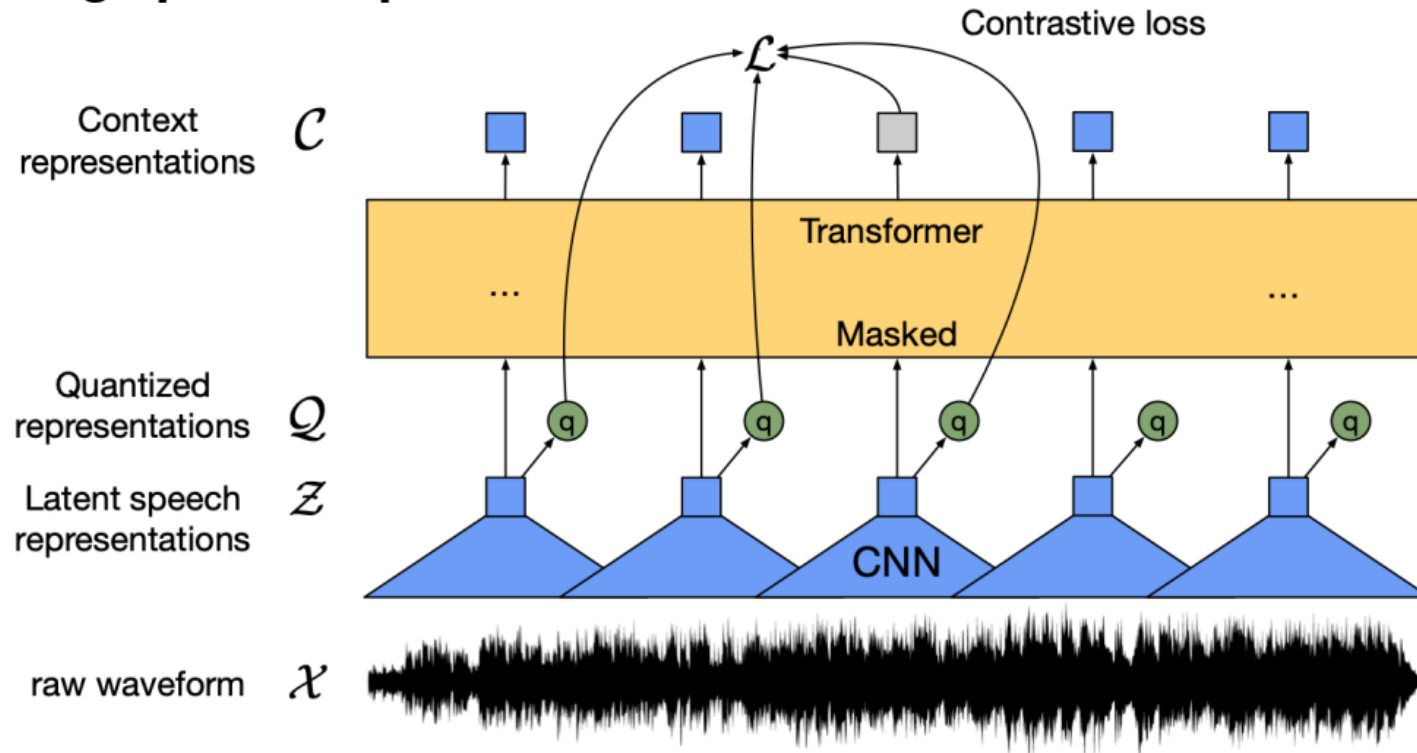 Contrastive loss
ℒ
Context
representations
𝒞
Transformer
...
...
Masked
Quantized
representations
𝒬
q
q
q
q
q
Latent speech
representations
𝒵
CNN
raw waveform
𝒳